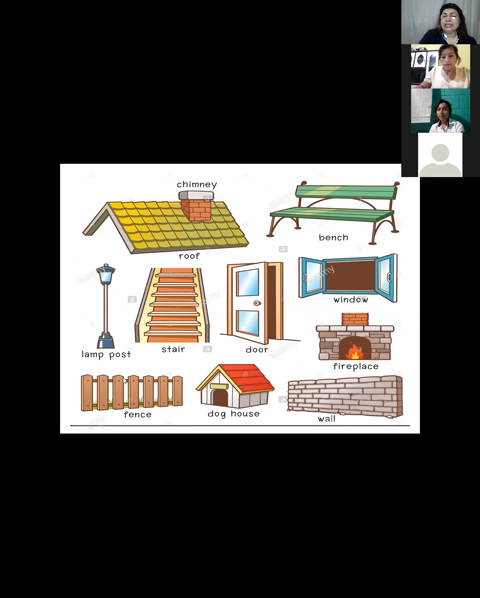 chimney
roof
bench
window
lamp post
stair
door
fireplace
fence
dog house
wall